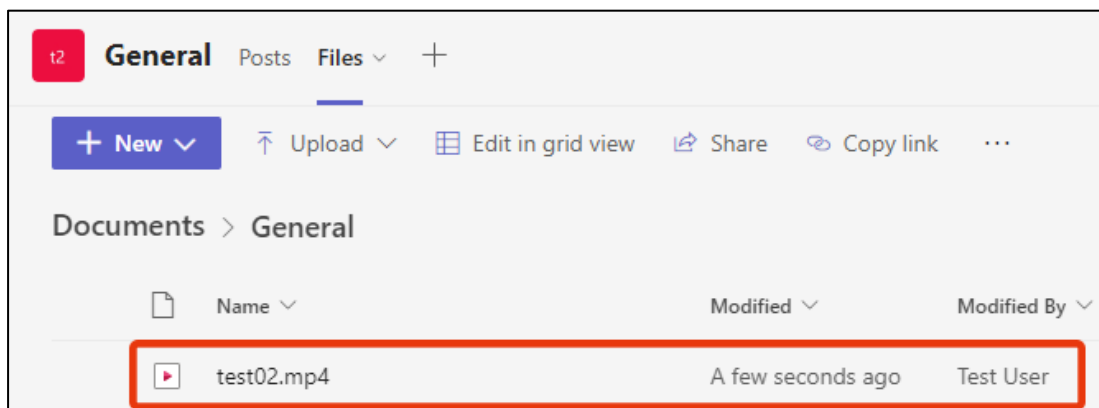 t2 General Posts Files
New Upload Edit in grid view Share Copy link ...
Documents > General
Name Modified Modified By
test02.mp4 A few seconds ago Test User